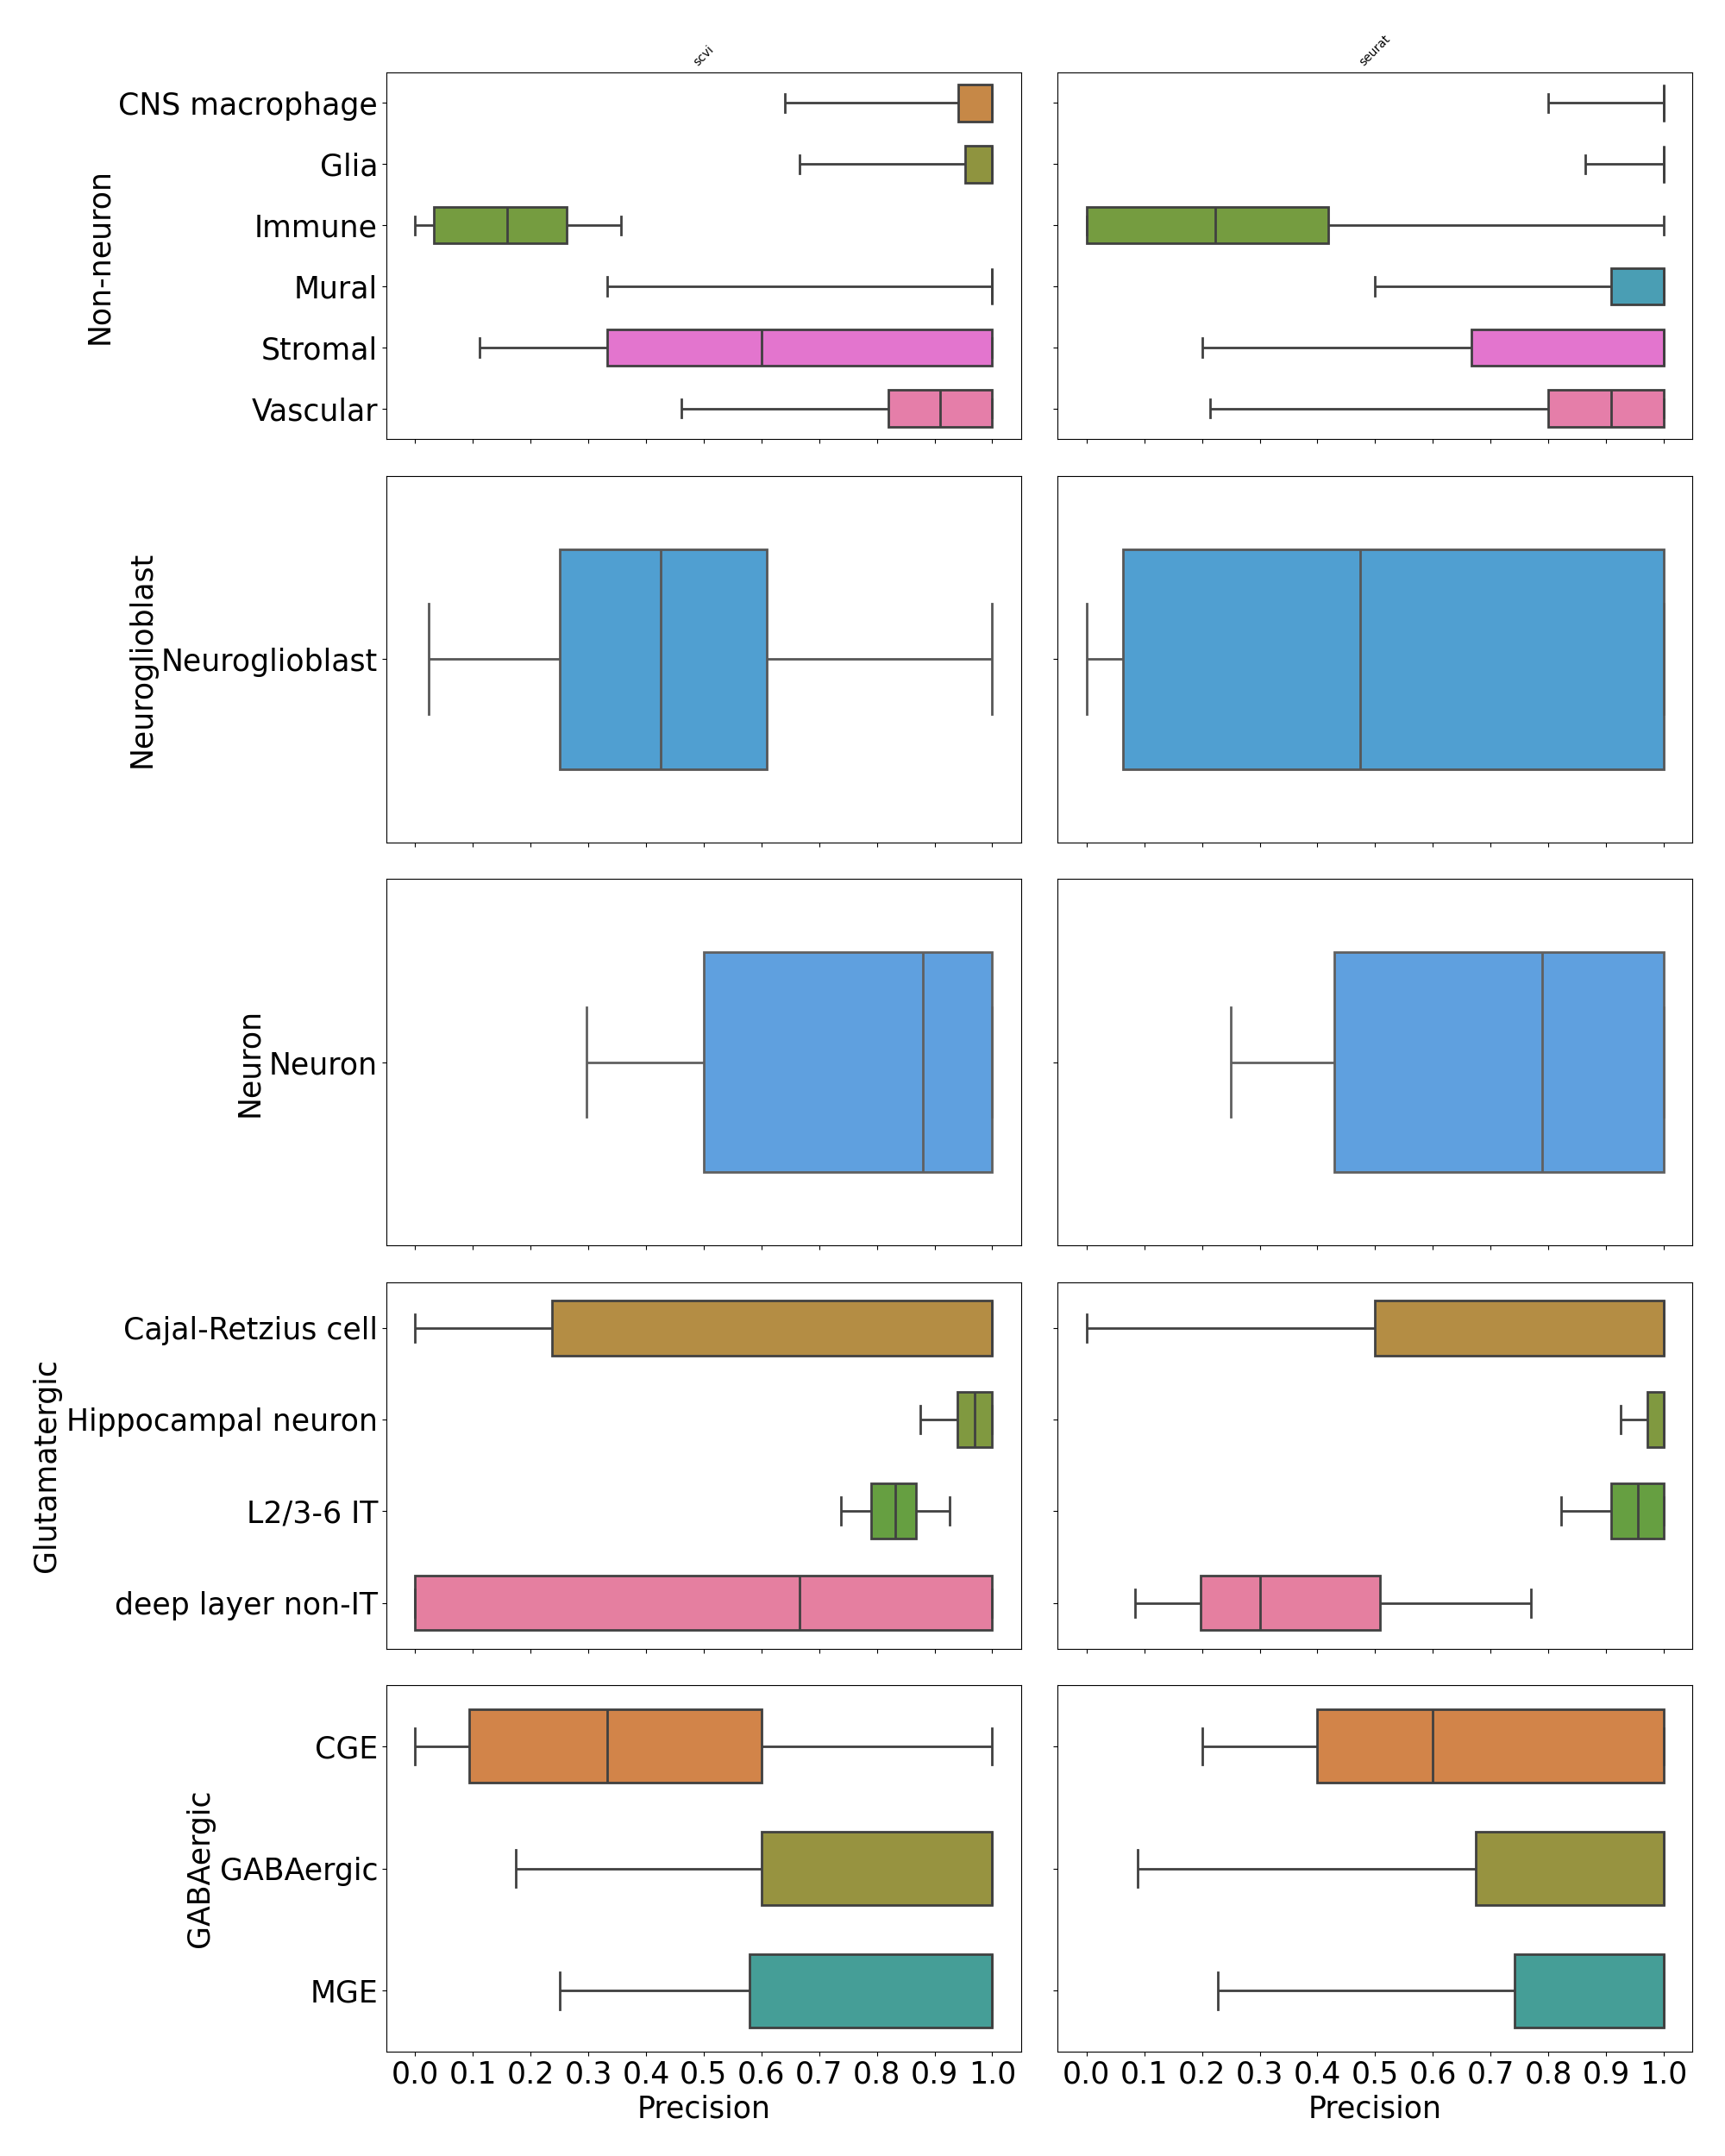 scvi
seurat
Non-neuron
CNS macrophage
Glia
Immune
Mural
Stromal
Vascular
Neuroglioblast
Neuroglioblast
Neuron
Neuron
Glutamatergic
Cajal-Retzius cell
Hippocampal neuron
L2/3-6 IT
deep layer non-IT
GABAergic
CGE
GABAergic
MGE
0.0 0.1 0.2 0.3 0.4 0.5 0.6 0.7 0.8 0.9 1.0
0.0 0.1 0.2 0.3 0.4 0.5 0.6 0.7 0.8 0.9 1.0
Precision
Precision